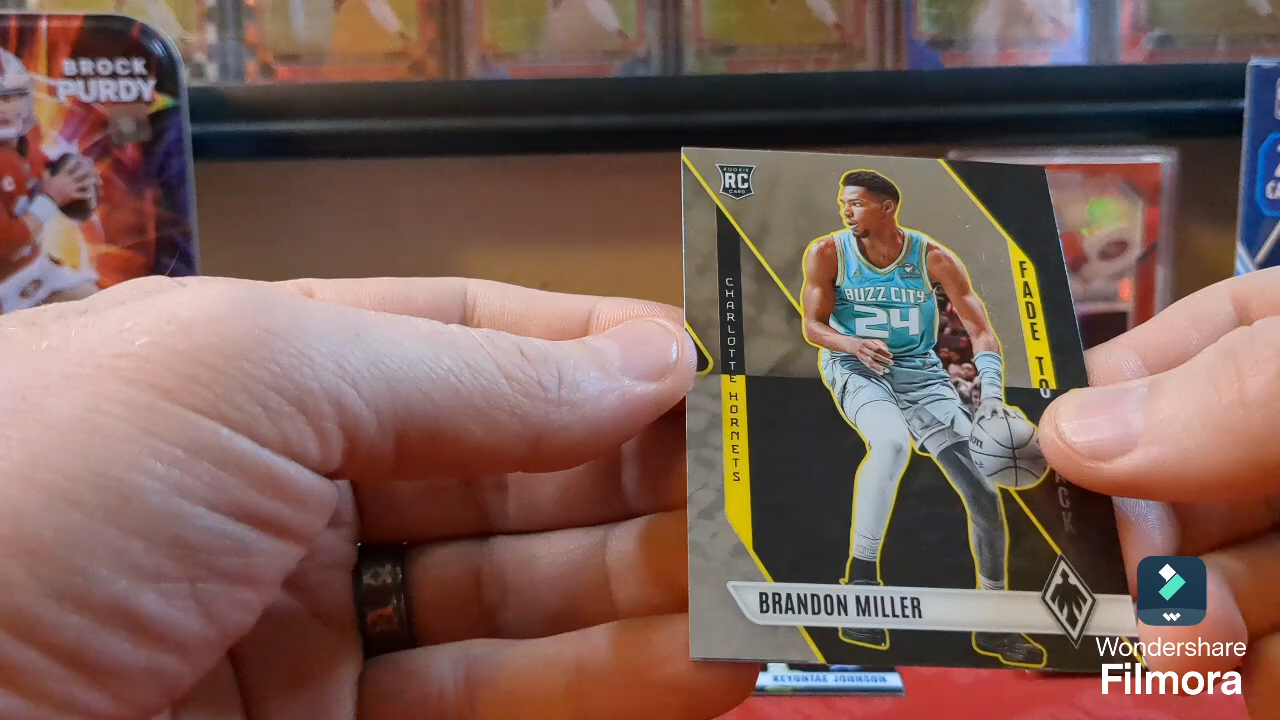 BROCK
PURDY
ROOKIE
RC
CARD
CHARLOTTE HORNETS
BUZZ CITY
24
FADE TO
BRANDON MILLER
KEYONTAE JOHNSON
Wondershare
Filmora